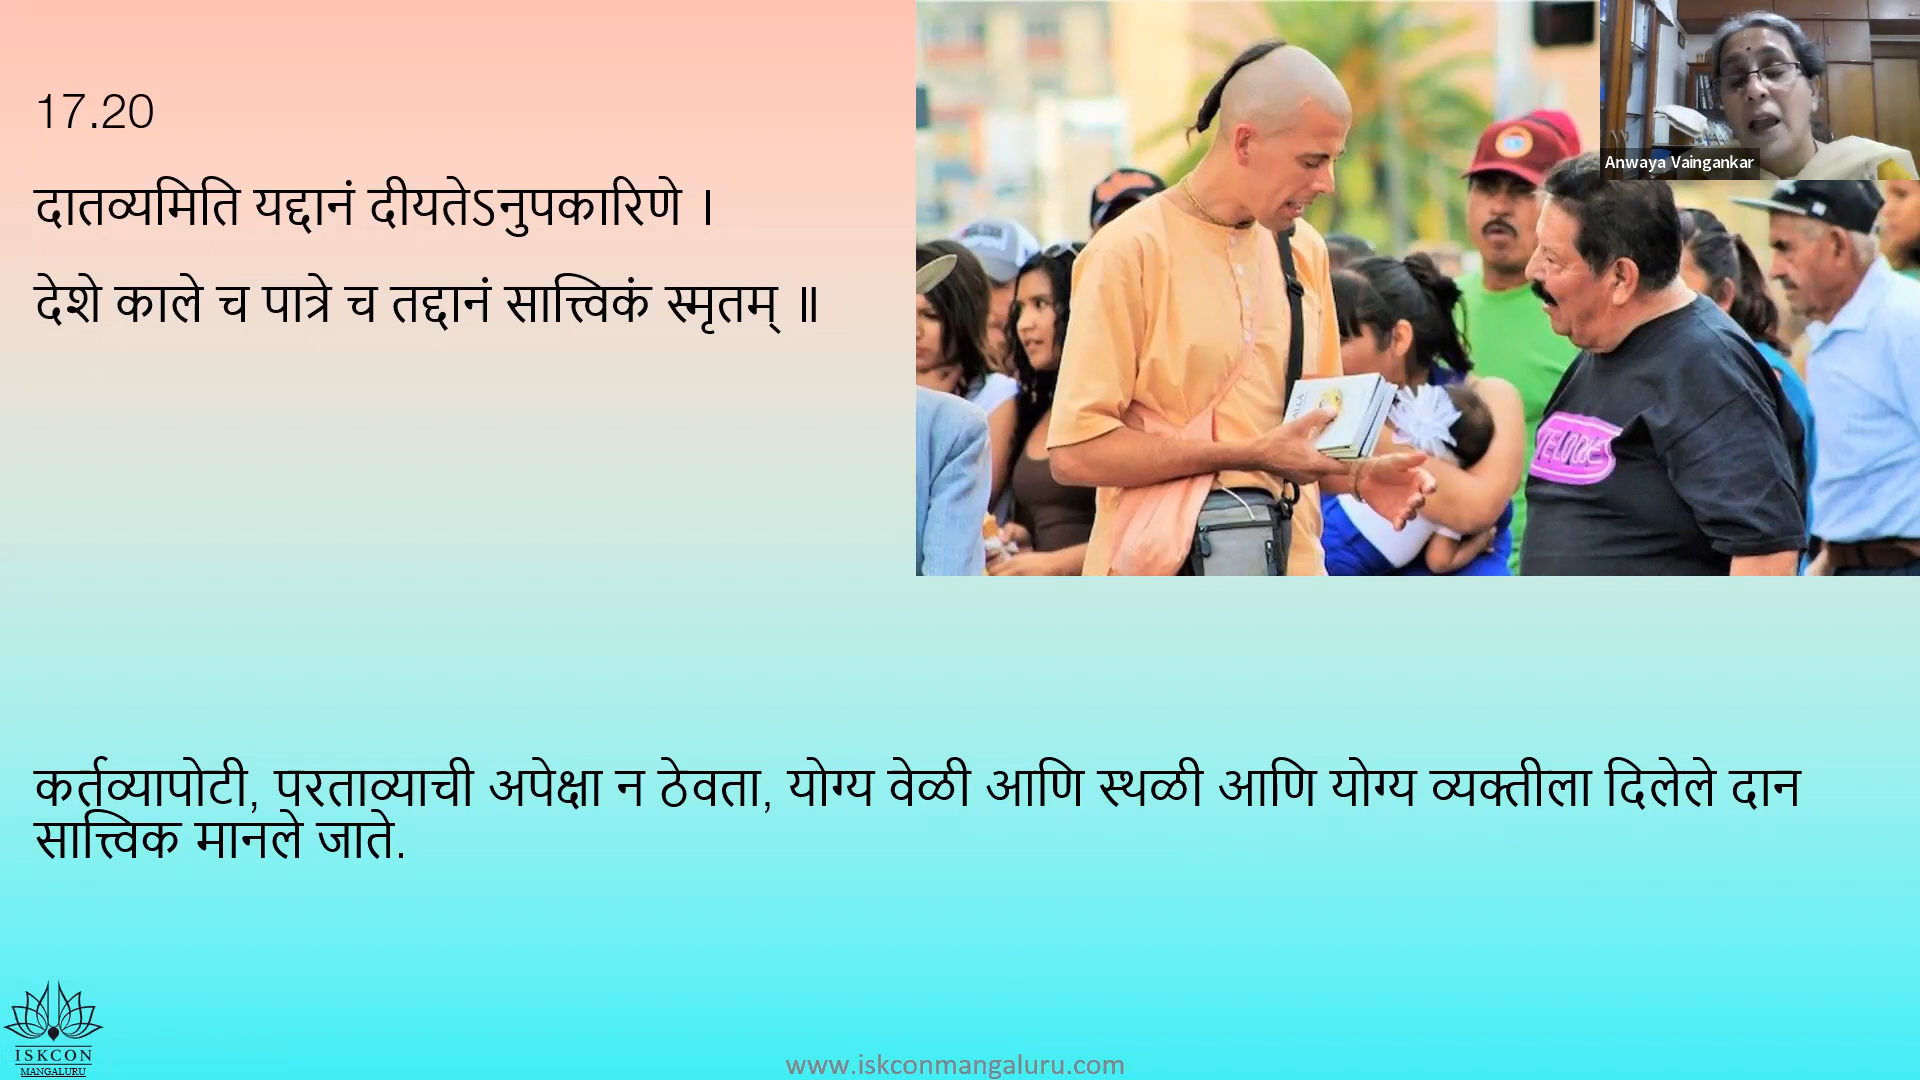 17.20
दातव्यमिति यद्दानं दीयतेऽनुपकारिणे ।
देशे काले च पात्रे च तद्दानं सात्त्विकं स्मृतम् ॥
Anwaya Vaingankar
कर्तव्यापोटी, परताव्याची अपेक्षा न ठेवता, योग्य वेळी आणि स्थळी आणि योग्य व्यक्तीला दिलेले दान
सात्त्विक मानले जाते.
ISKCON
MANGALURU
www.iskconmangaluru.com